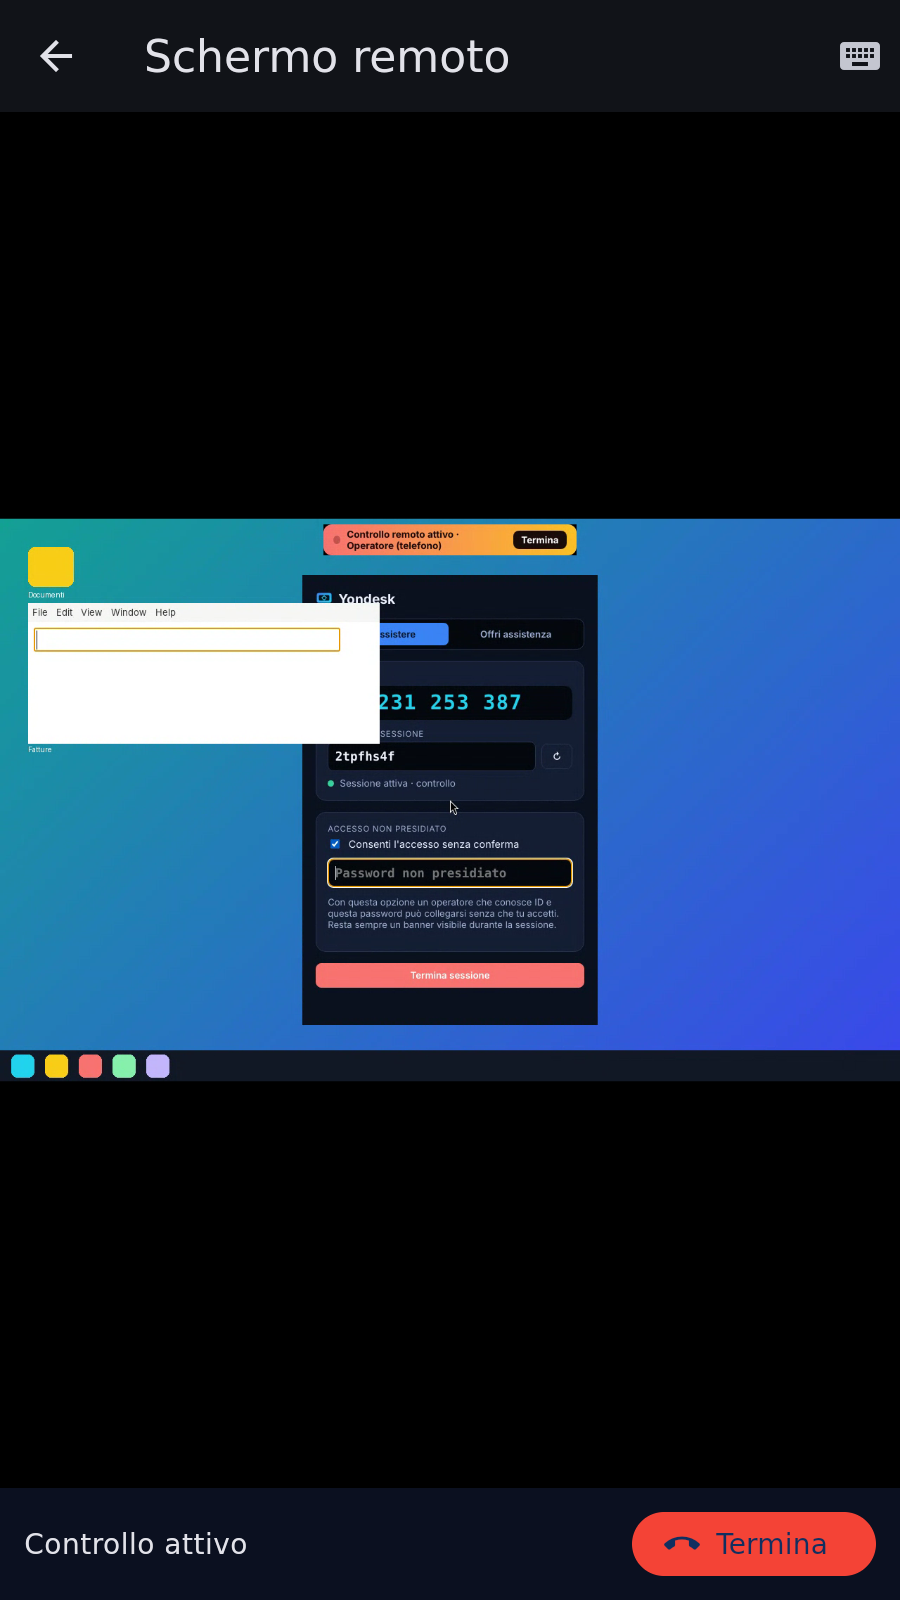 Schermo remoto
Controllo remoto attivo ·
Operatore (telefono)
Termina
Documenti
Yondesk
File Edit View Window Help
Offri assistenza
231 253 387
2tpfhs4f
Fatture
Sessione attiva · controllo
ACCESSO NON PRESIDIATO
Consenti l'accesso senza conferma
Password non presidiato
Con questa opzione un operatore che conosce ID e
questa password può collegarsi senza che tu accetti.
Resta sempre un banner visibile durante la sessione.
Termina sessione
Controllo attivo
Termina